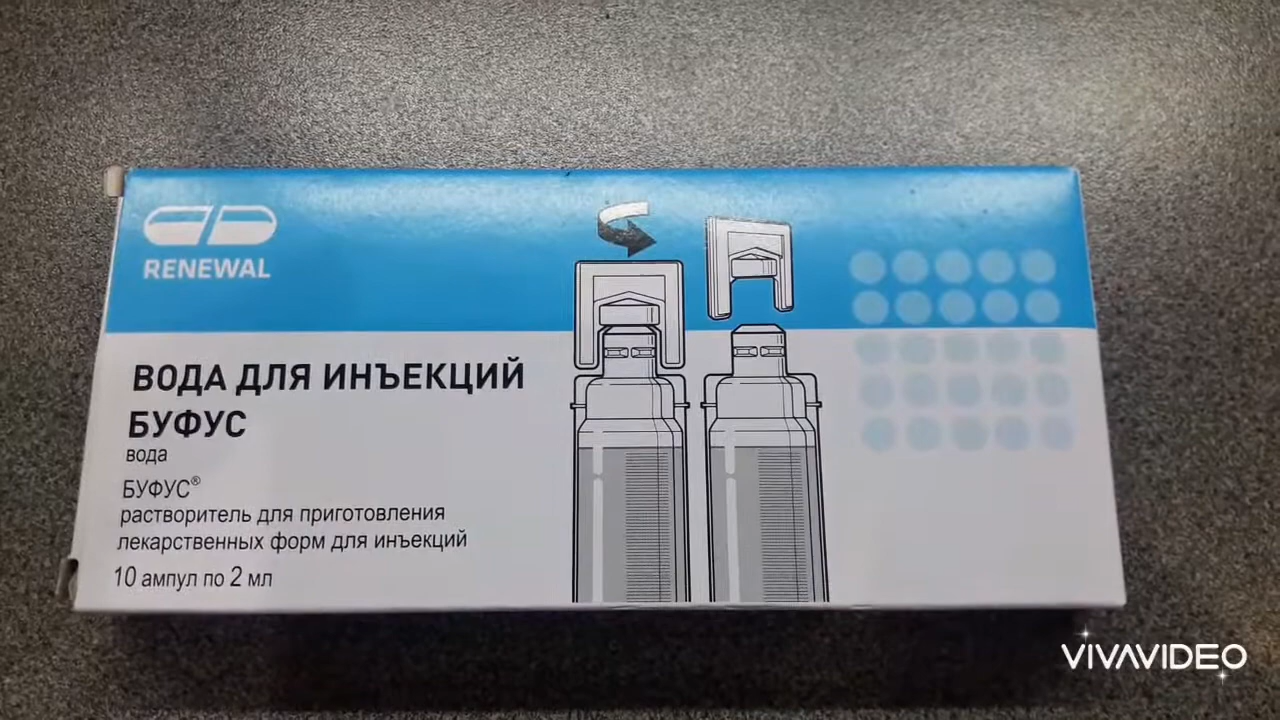 RENEWAL
ВОДА ДЛЯ ИНЪЕКЦИЙ
БУФУС
вода
БУФУС®
растворитель для приготовления
лекарственных форм для инъекций
10 ампул по 2 мл
VIVAVIDEO